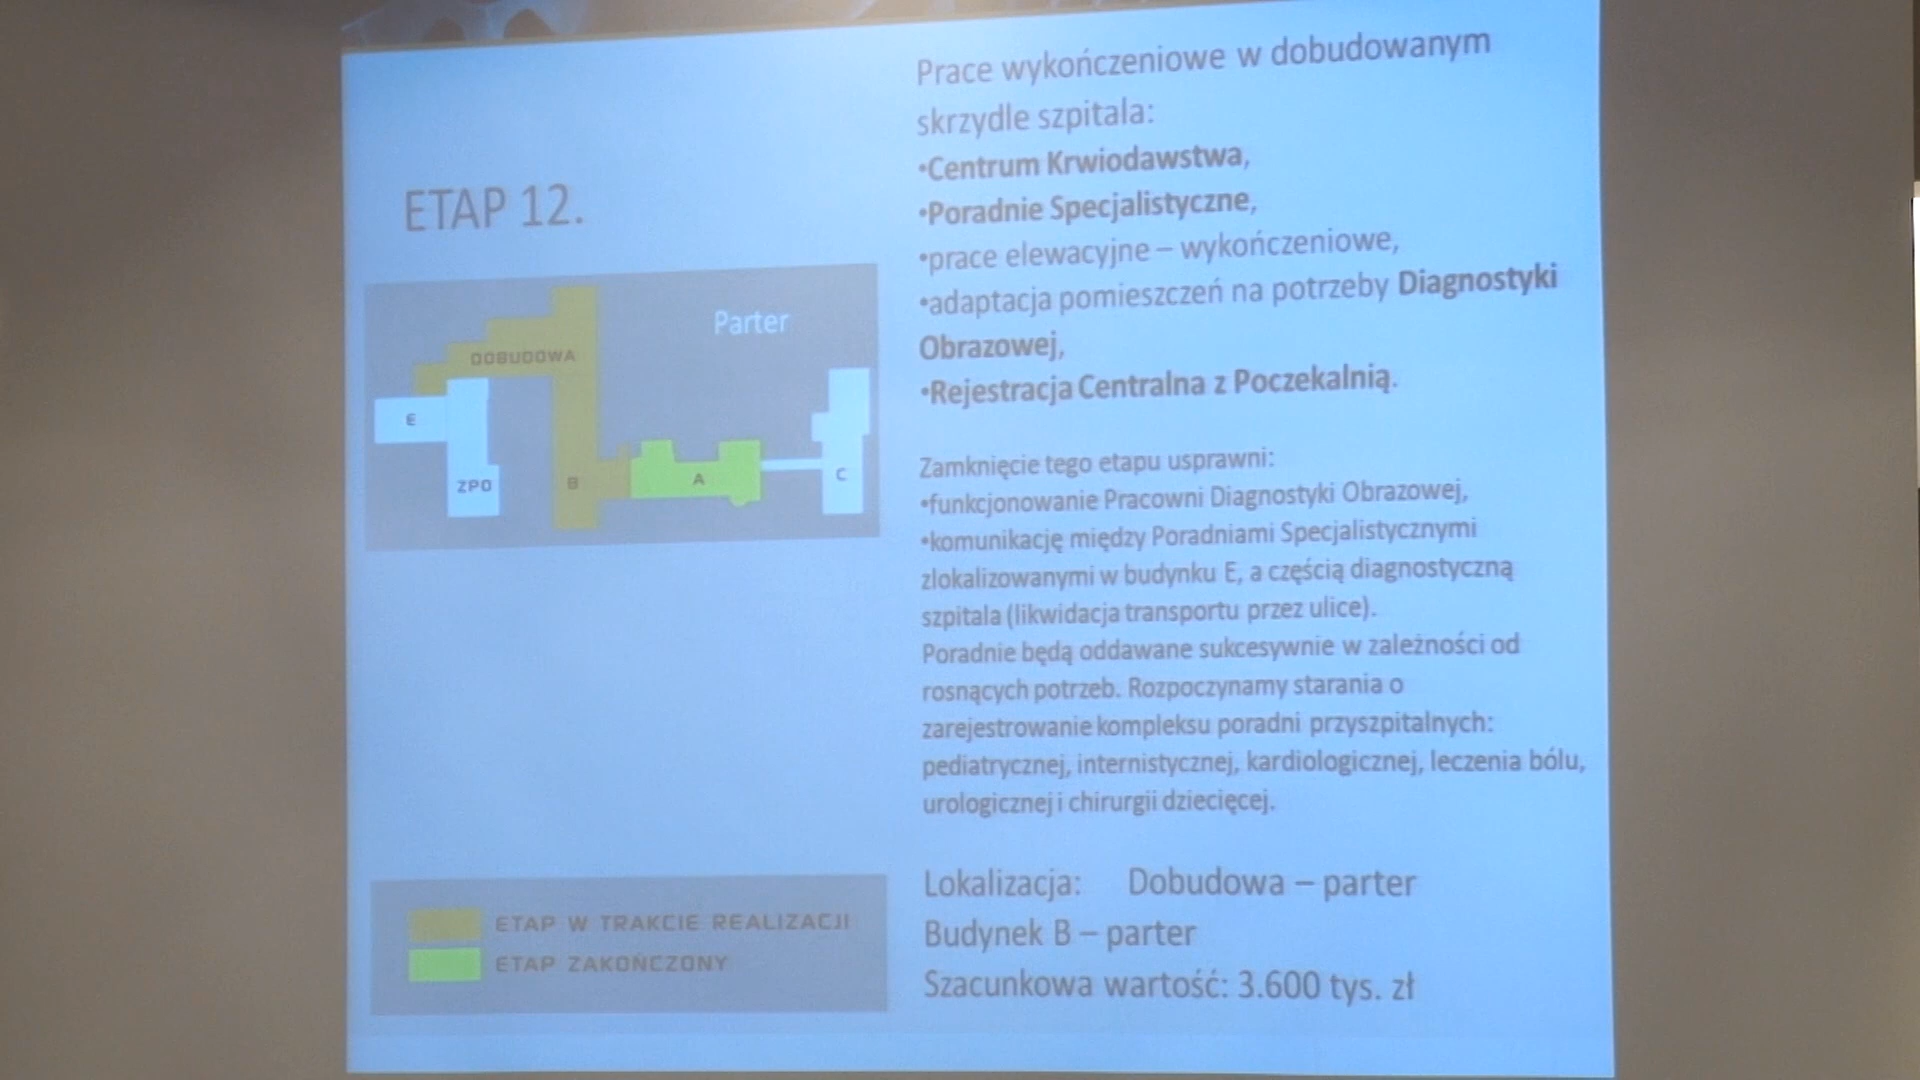 ETAP 12.
Parter
DOBUDOWA
E
ZPO
B
A
C
ETAP W TRAKCIE REALIZACJI
ETAP ZAKOŃCZONY
Prace wykończeniowe w dobudowanym
skrzydle szpitala:
•Centrum Krwiodawstwa,
•Poradnie Specjalistyczne,
•prace elewacyjne – wykończeniowe,
•adaptacja pomieszczeń na potrzeby Diagnostyki
Obrazowej,
•Rejestracja Centralna z Poczekalnią.
Zamknięcie tego etapu usprawni:
•funkcjonowanie Pracowni Diagnostyki Obrazowej,
•komunikację między Poradniami Specjalistycznymi
zlokalizowanymi w budynku E, a częścią diagnostyczną
szpitala (likwidacja transportu przez ulice).
Poradnie będą oddawane sukcesywnie w zależności od
rosnących potrzeb. Rozpoczynamy starania o
zarejestrowanie kompleksu poradni przyszpitalnych:
pediatrycznej, internistycznej, kardiologicznej, leczenia bólu,
urologicznej i chirurgii dziecięcej.
Lokalizacja: Dobudowa – parter
Budynek B – parter
Szacunkowa wartość: 3.600 tys. zł